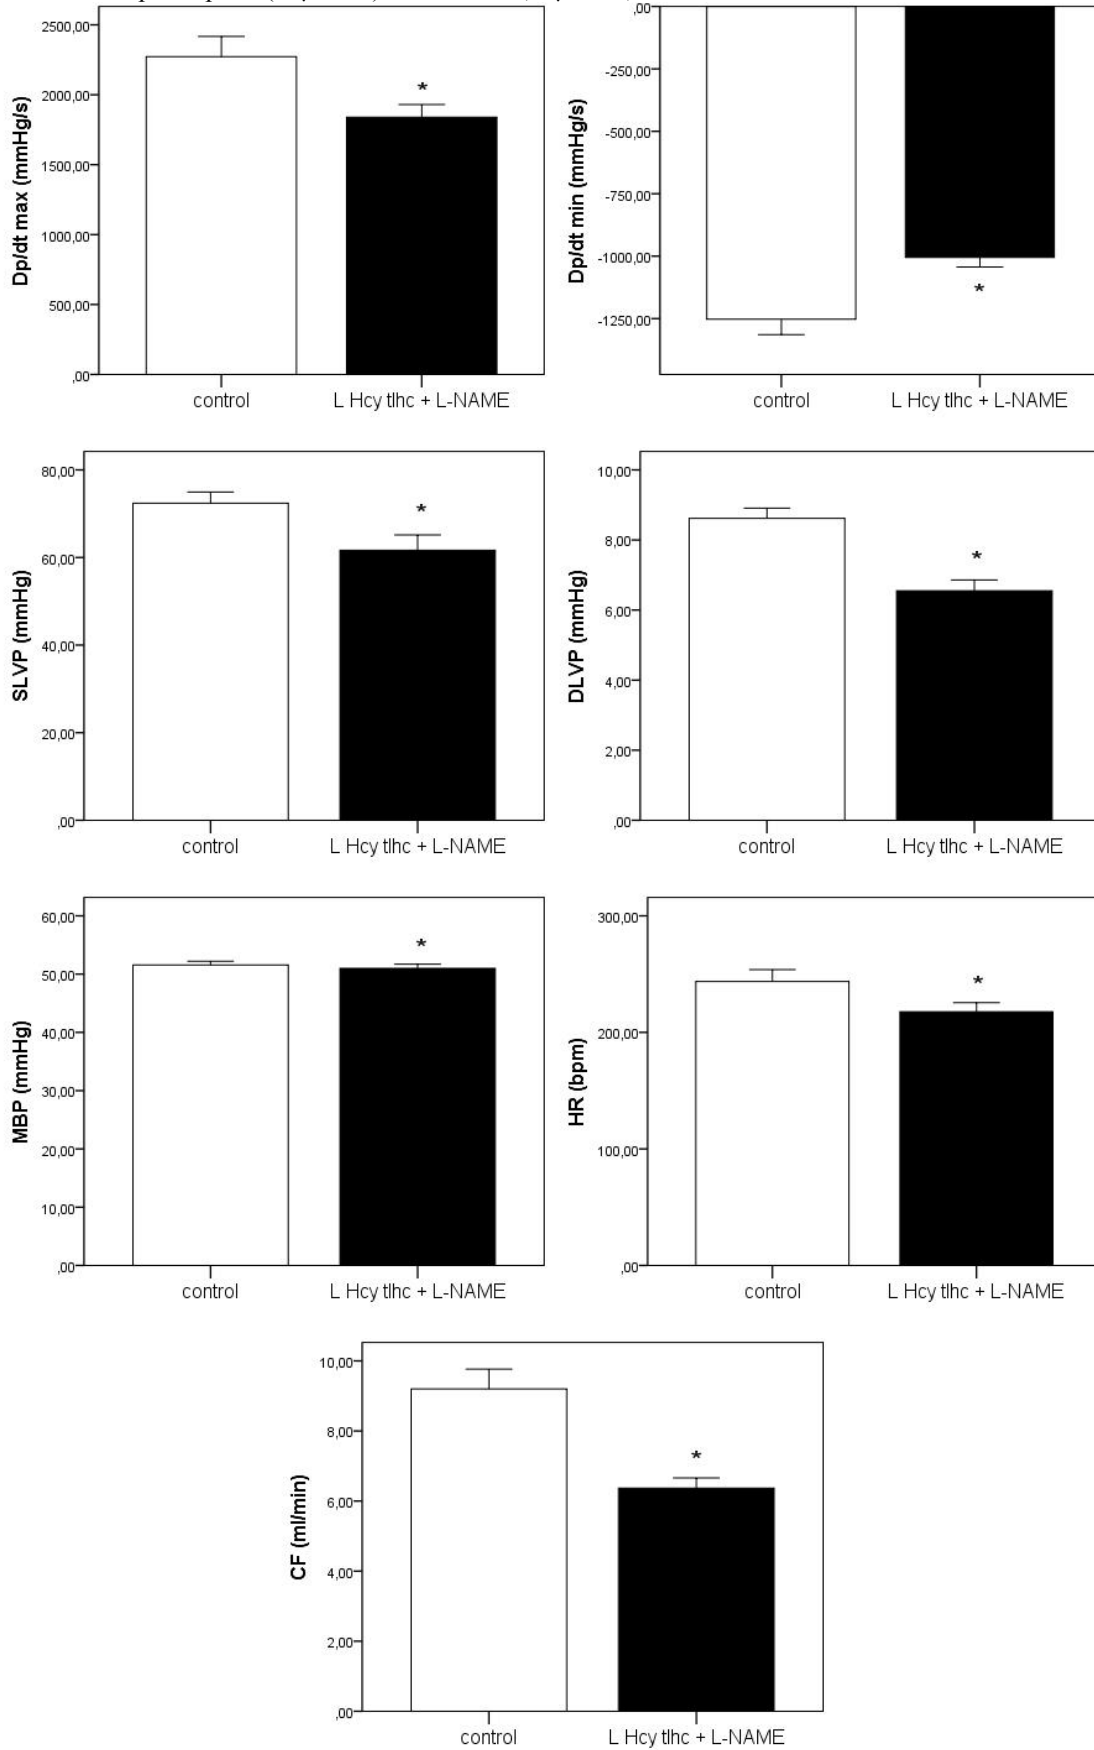 2500,00
2000,00
1500,00
1000,00
500,00
,00
Dp/dt max (mmHg/s)
*
control
L Hcy tlhc + L-NAME
,00
-250,00
-500,00
-750,00
-1000,00
-1250,00
Dp/dt min (mmHg/s)
*
control
L Hcy tlhc + L-NAME
80,00
60,00
40,00
20,00
,00
SLVP (mmHg)
*
control
L Hcy tlhc + L-NAME
10,00
8,00
6,00
4,00
2,00
,00
DLVP (mmHg)
*
control
L Hcy tlhc + L-NAME
60,00
50,00
40,00
30,00
20,00
10,00
,00
MBP (mmHg)
*
control
L Hcy tlhc + L-NAME
300,00
200,00
100,00
,00
HR (bpm)
*
control
L Hcy tlhc + L-NAME
10,00
8,00
6,00
4,00
2,00
,00
CF (ml/min)
*
control
L Hcy tlhc + L-NAME